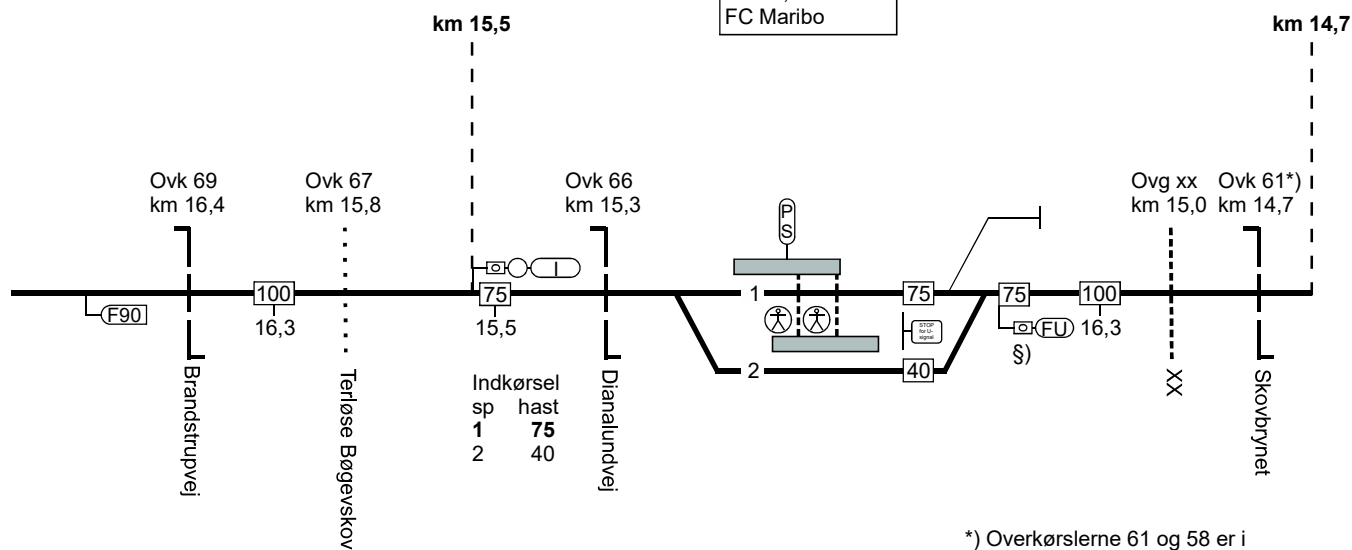 FC Maribo
km 15,5
km 14,7
Ovk 69
km 16,4
Ovk 67
km 15,8
Ovk 66
km 15,3
P
S
Ovg xx
km 15,0
Ovk 61*)
km 14,7
I
F90
100
16,3
75
15,5
1
75
75
100
16,3
STOP
for U-
signal
FU
§)
2
40
Brandstrupvej
Terløse Bøgevskov
Indkørsel
sp hast
1 75
2 40
Dianalundvej
XX
Skovbrynet
*) Overkørslerne 61 og 58 er i